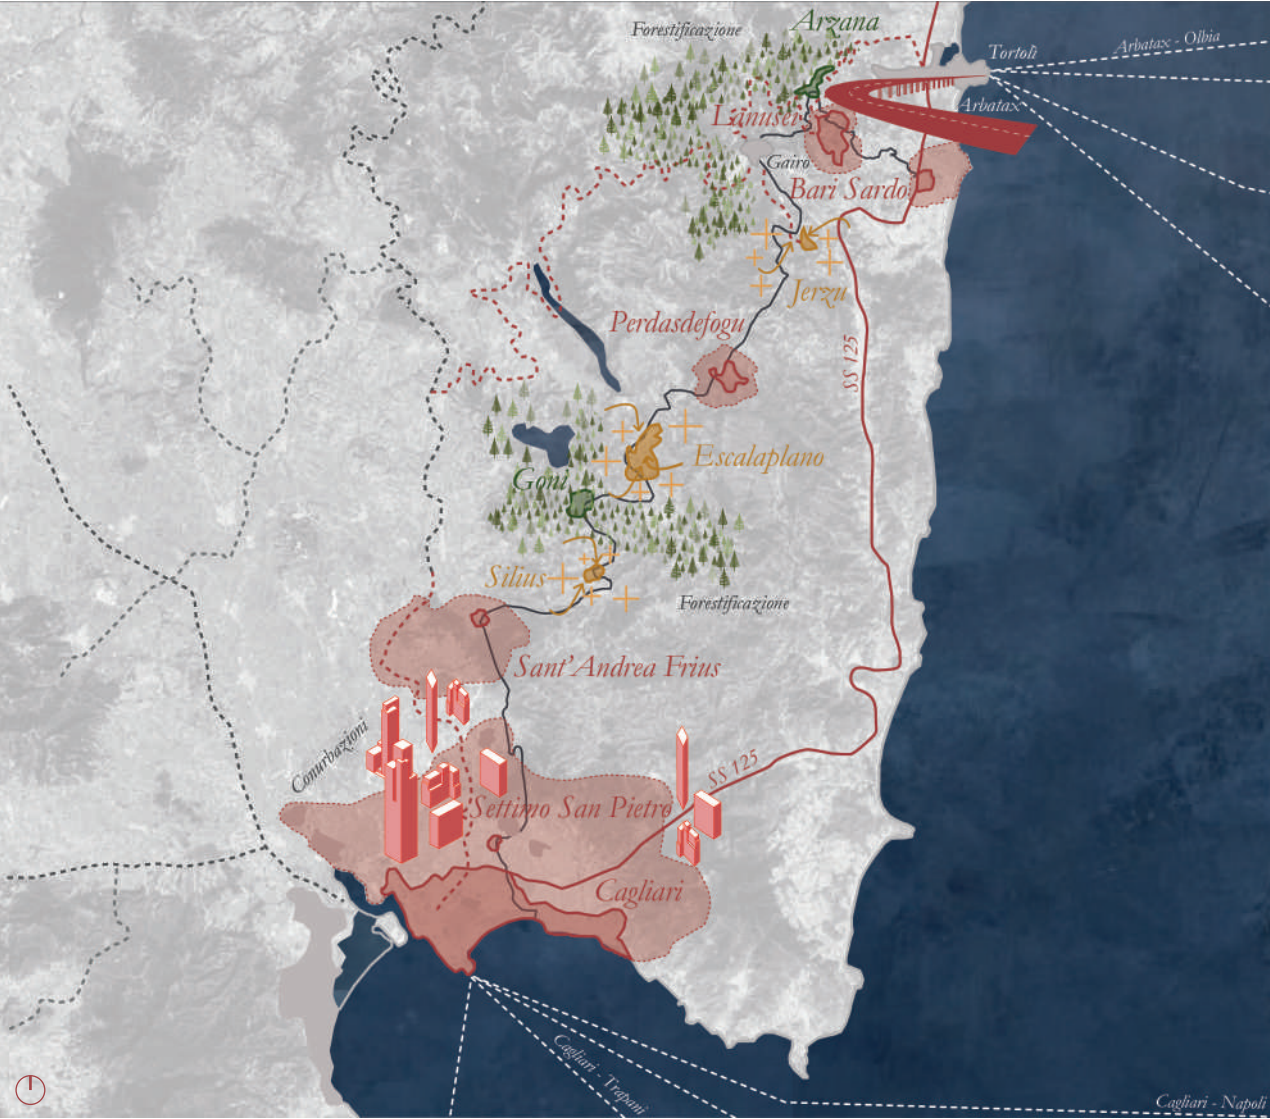 Arzana
Forestificazione
Arbatax - Olbia
Tortolì
Arbatax
Lanusei
Gairo
Bari Sardo
Jerzu
Perdasdefogu
SS 125
Escalaplano
Goni
Silius
Forestificazione
Sant'Andrea Frius
Conurbazioni
SS 125
Settimo San Pietro
Cagliari
Cagliari - Trapani
Cagliari - Napoli